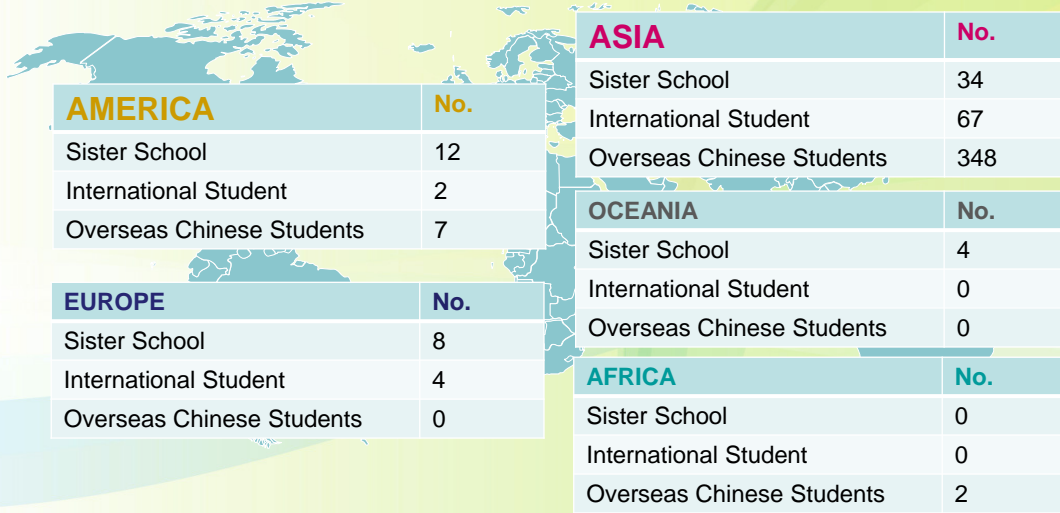 AMERICA No.
Sister School 12
International Student 2
Overseas Chinese Students 7
EUROPE No.
Sister School 8
International Student 4
Overseas Chinese Students 0
ASIA No.
Sister School 34
International Student 67
Overseas Chinese Students 348
OCEANIA No.
Sister School 4
International Student 0
Overseas Chinese Students 0
AFRICA No.
Sister School 0
International Student 0
Overseas Chinese Students 2